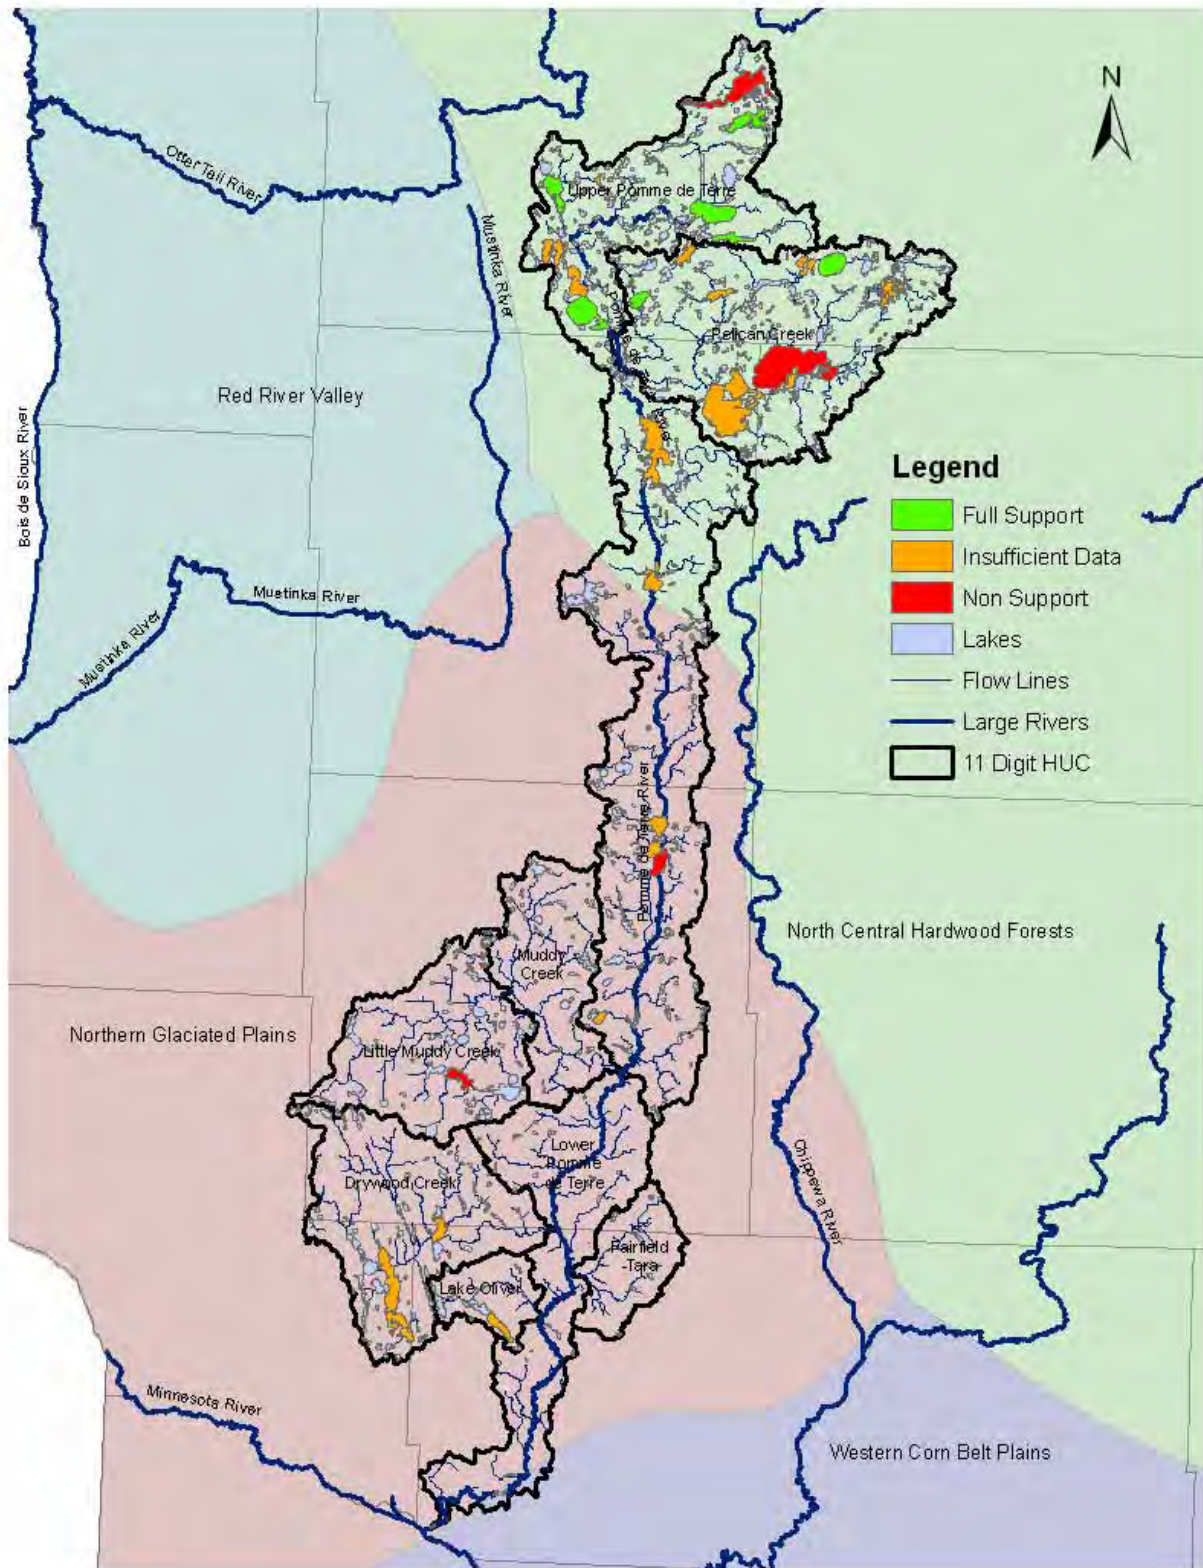 N
Otter Tail River
Mustinka River
Upper Pomme de Terre
Pelican Creek
Red River Valley
Bois de Sioux River
Legend
Full Support
Insufficient Data
Non Support
Lakes
Flow Lines
Large Rivers
11 Digit HUC
Mustinka River
Mustinka River
Pomme de Terre River
North Central Hardwood Forests
Muddy
Creek
Northern Glaciated Plains
Little Muddy Creek
Lower
Pomme
de Terre
Drywood Creek
Chippewa River
Fairfield
-Tara
Lake Oliver
Minnesota River
Western Corn Belt Plains